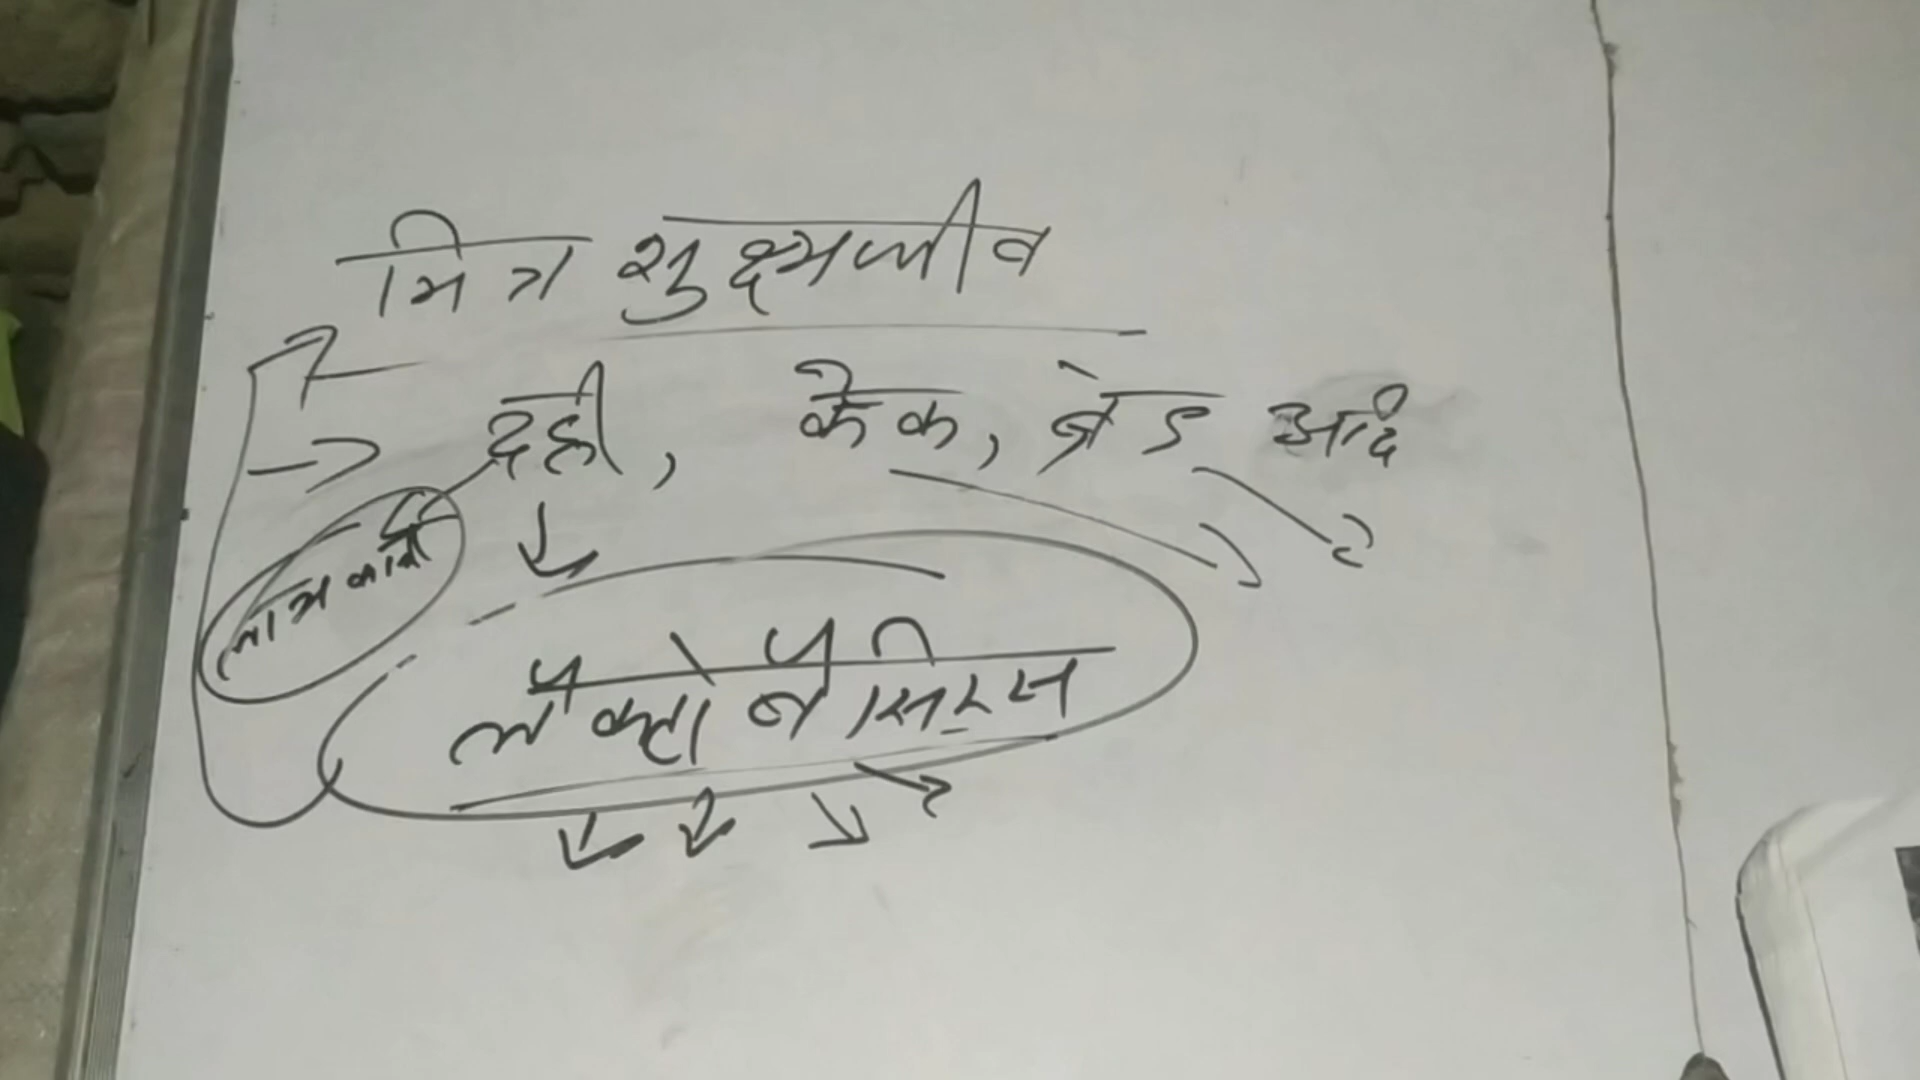 मित्र सुक्ष्मजीव
→ दही, कैक, ब्रेड आदि
लाभकारी
लैक्टोबैसिलस